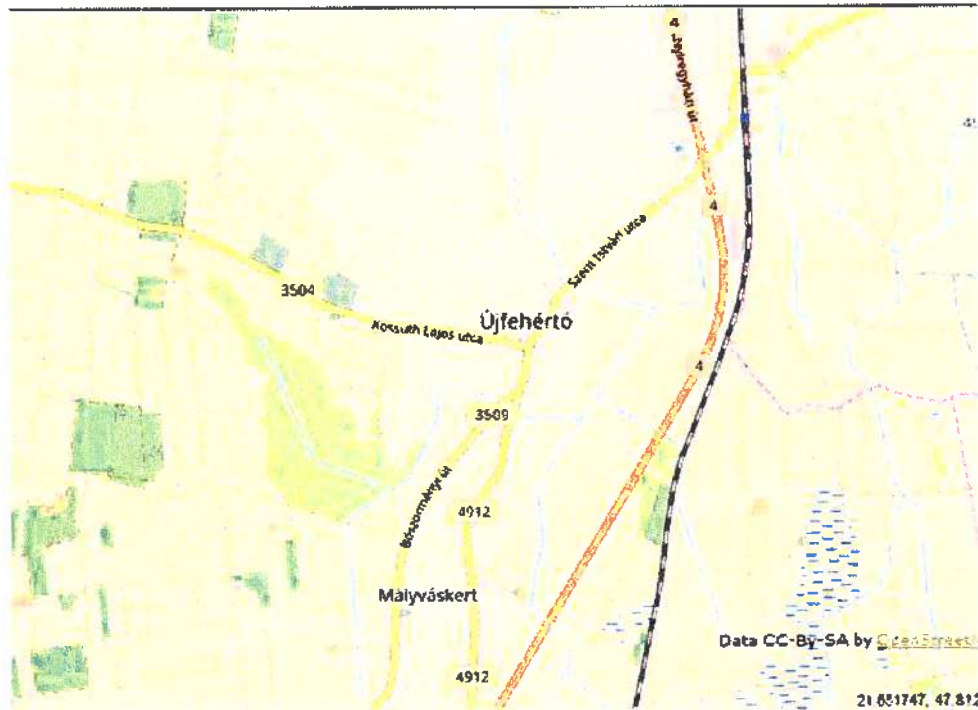 4
4
Szent István utca
3504
Újfehértó
Kossuth Lajos utca
4
3509
4912
Mályváskert
Data CC-By-SA by
4912